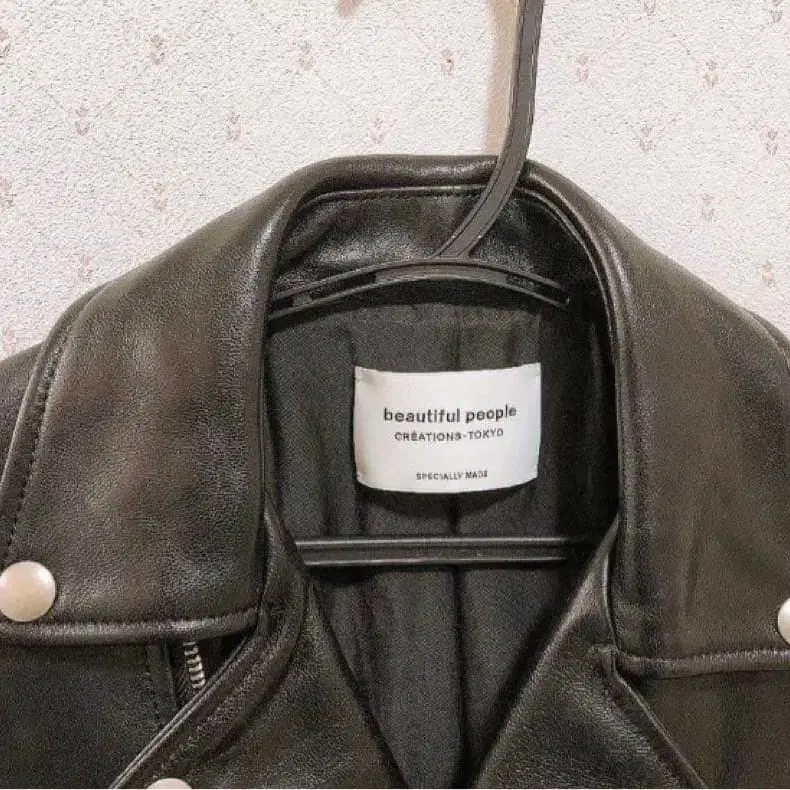 beautiful people
CRÉATIONS-TOKYO
SPECIALLY MADE